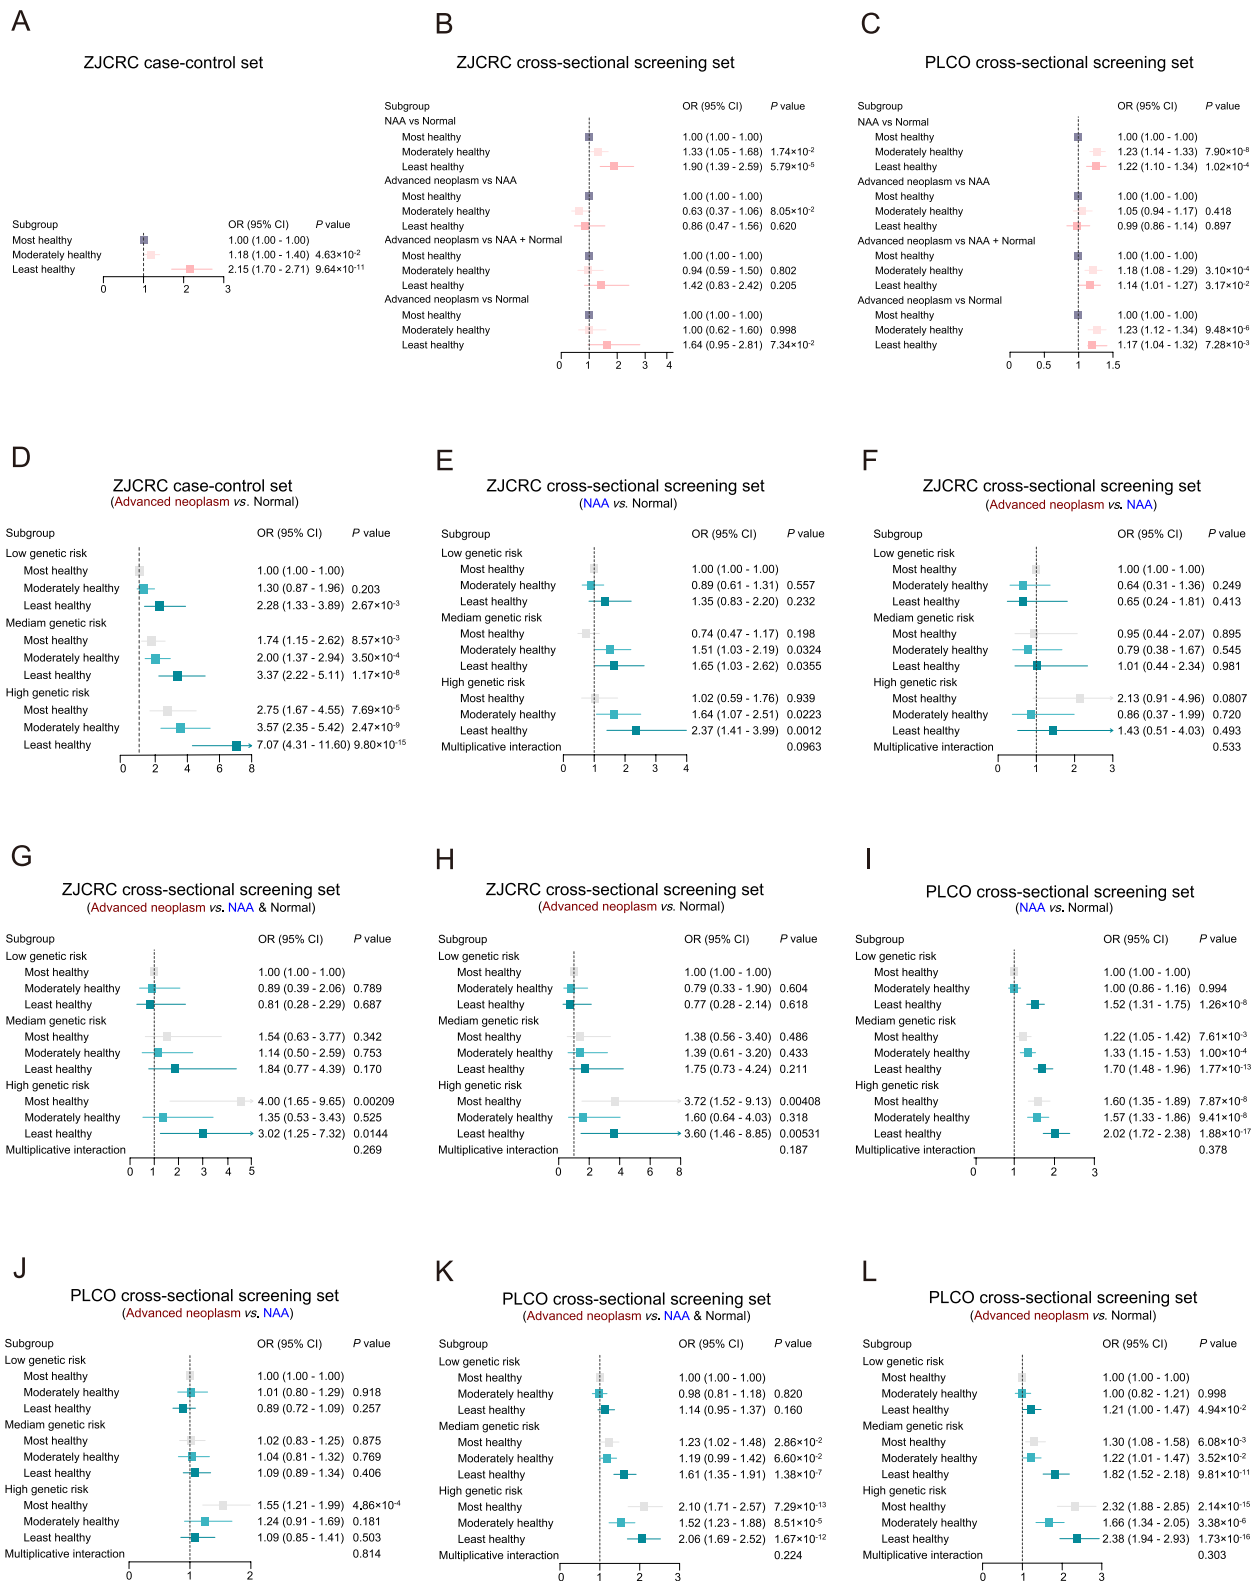 A
ZJCRC case-control set
Subgroup OR (95% CI) P value
Most healthy 1.00 (1.00 - 1.00)
Moderately healthy 1.18 (1.00 - 1.40) 4.63×10-2
Least healthy 2.15 (1.70 - 2.71) 9.64×10-11
0 1 2 3
B
ZJCRC cross-sectional screening set
Subgroup OR (95% CI) P value
NAA vs Normal
Most healthy 1.00 (1.00 - 1.00)
Moderately healthy 1.33 (1.05 - 1.68) 1.74×10-2
Least healthy 1.90 (1.39 - 2.59) 5.79×10-5
Advanced neoplasm vs NAA
Most healthy 1.00 (1.00 - 1.00)
Moderately healthy 0.63 (0.37 - 1.06) 8.05×10-2
Least healthy 0.86 (0.47 - 1.56) 0.620
Advanced neoplasm vs NAA + Normal
Most healthy 1.00 (1.00 - 1.00)
Moderately healthy 0.94 (0.59 - 1.50) 0.802
Least healthy 1.42 (0.83 - 2.42) 0.205
Advanced neoplasm vs Normal
Most healthy 1.00 (1.00 - 1.00)
Moderately healthy 1.00 (0.62 - 1.60) 0.998
Least healthy 1.64 (0.95 - 2.81) 7.34×10-2
0 1 2 3 4
C
PLCO cross-sectional screening set
Subgroup OR (95% CI) P value
NAA vs Normal
Most healthy 1.00 (1.00 - 1.00)
Moderately healthy 1.23 (1.14 - 1.33) 7.90×10-8
Least healthy 1.22 (1.10 - 1.34) 1.02×10-4
Advanced neoplasm vs NAA
Most healthy 1.00 (1.00 - 1.00)
Moderately healthy 1.05 (0.94 - 1.17) 0.418
Least healthy 0.99 (0.86 - 1.14) 0.897
Advanced neoplasm vs NAA + Normal
Most healthy 1.00 (1.00 - 1.00)
Moderately healthy 1.18 (1.08 - 1.29) 3.10×10-4
Least healthy 1.14 (1.01 - 1.27) 3.17×10-2
Advanced neoplasm vs Normal
Most healthy 1.00 (1.00 - 1.00)
Moderately healthy 1.23 (1.12 - 1.34) 9.48×10-6
Least healthy 1.17 (1.04 - 1.32) 7.28×10-3
0 0.5 1 1.5
D
ZJCRC case-control set
(Advanced neoplasm vs. Normal)
Subgroup OR (95% CI) P value
Low genetic risk
Most healthy 1.00 (1.00 - 1.00)
Moderately healthy 1.30 (0.87 - 1.96) 0.203
Least healthy 2.28 (1.33 - 3.89) 2.67×10-3
Mediam genetic risk
Most healthy 1.74 (1.15 - 2.62) 8.57×10-3
Moderately healthy 2.00 (1.37 - 2.94) 3.50×10-4
Least healthy 3.37 (2.22 - 5.11) 1.17×10-8
High genetic risk
Most healthy 2.75 (1.67 - 4.55) 7.69×10-5
Moderately healthy 3.57 (2.35 - 5.42) 2.47×10-9
Least healthy 7.07 (4.31 - 11.60) 9.80×10-15
0 2 4 6 8
E
ZJCRC cross-sectional screening set
(NAA vs. Normal)
Subgroup OR (95% CI) P value
Low genetic risk
Most healthy 1.00 (1.00 - 1.00)
Moderately healthy 0.89 (0.61 - 1.31) 0.557
Least healthy 1.35 (0.83 - 2.20) 0.232
Mediam genetic risk
Most healthy 0.74 (0.47 - 1.17) 0.198
Moderately healthy 1.51 (1.03 - 2.19) 0.0324
Least healthy 1.65 (1.03 - 2.62) 0.0355
High genetic risk
Most healthy 1.02 (0.59 - 1.76) 0.939
Moderately healthy 1.64 (1.07 - 2.51) 0.0223
Least healthy 2.37 (1.41 - 3.99) 0.0012
Multiplicative interaction 0.0963
0 1 2 3 4
F
ZJCRC cross-sectional screening set
(Advanced neoplasm vs. NAA)
Subgroup OR (95% CI) P value
Low genetic risk
Most healthy 1.00 (1.00 - 1.00)
Moderately healthy 0.64 (0.31 - 1.36) 0.249
Least healthy 0.65 (0.24 - 1.81) 0.413
Mediam genetic risk
Most healthy 0.95 (0.44 - 2.07) 0.895
Moderately healthy 0.79 (0.38 - 1.67) 0.545
Least healthy 1.01 (0.44 - 2.34) 0.981
High genetic risk
Most healthy 2.13 (0.91 - 4.96) 0.0807
Moderately healthy 0.86 (0.37 - 1.99) 0.720
Least healthy 1.43 (0.51 - 4.03) 0.493
Multiplicative interaction 0.533
0 1 2 3
G
ZJCRC cross-sectional screening set
(Advanced neoplasm vs. NAA & Normal)
Subgroup OR (95% CI) P value
Low genetic risk
Most healthy 1.00 (1.00 - 1.00)
Moderately healthy 0.89 (0.39 - 2.06) 0.789
Least healthy 0.81 (0.28 - 2.29) 0.687
Mediam genetic risk
Most healthy 1.54 (0.63 - 3.77) 0.342
Moderately healthy 1.14 (0.50 - 2.59) 0.753
Least healthy 1.84 (0.77 - 4.39) 0.170
High genetic risk
Most healthy 4.00 (1.65 - 9.65) 0.00209
Moderately healthy 1.35 (0.53 - 3.43) 0.525
Least healthy 3.02 (1.25 - 7.32) 0.0144
Multiplicative interaction 0.269
0 1 2 3 4 5
H
ZJCRC cross-sectional screening set
(Advanced neoplasm vs. Normal)
Subgroup OR (95% CI) P value
Low genetic risk
Most healthy 1.00 (1.00 - 1.00)
Moderately healthy 0.79 (0.33 - 1.90) 0.604
Least healthy 0.77 (0.28 - 2.14) 0.618
Mediam genetic risk
Most healthy 1.38 (0.56 - 3.40) 0.486
Moderately healthy 1.39 (0.61 - 3.20) 0.433
Least healthy 1.75 (0.73 - 4.24) 0.211
High genetic risk
Most healthy 3.72 (1.52 - 9.13) 0.00408
Moderately healthy 1.60 (0.64 - 4.03) 0.318
Least healthy 3.60 (1.46 - 8.85) 0.00531
Multiplicative interaction 0.187
0 2 4 6 8
I
PLCO cross-sectional screening set
(NAA vs. Normal)
Subgroup OR (95% CI) P value
Low genetic risk
Most healthy 1.00 (1.00 - 1.00)
Moderately healthy 1.00 (0.86 - 1.16) 0.994
Least healthy 1.52 (1.31 - 1.75) 1.26×10-8
Mediam genetic risk
Most healthy 1.22 (1.05 - 1.42) 7.61×10-3
Moderately healthy 1.33 (1.15 - 1.53) 1.00×10-4
Least healthy 1.70 (1.48 - 1.96) 1.77×10-13
High genetic risk
Most healthy 1.60 (1.35 - 1.89) 7.87×10-8
Moderately healthy 1.57 (1.33 - 1.86) 9.41×10-8
Least healthy 2.02 (1.72 - 2.38) 1.88×10-17
Multiplicative interaction 0.378
0 1 2 3
J
PLCO cross-sectional screening set
(Advanced neoplasm vs. NAA)
Subgroup OR (95% CI) P value
Low genetic risk
Most healthy 1.00 (1.00 - 1.00)
Moderately healthy 1.01 (0.80 - 1.29) 0.918
Least healthy 0.89 (0.72 - 1.09) 0.257
Mediam genetic risk
Most healthy 1.02 (0.83 - 1.25) 0.875
Moderately healthy 1.04 (0.81 - 1.32) 0.769
Least healthy 1.09 (0.89 - 1.34) 0.406
High genetic risk
Most healthy 1.55 (1.21 - 1.99) 4,86×10-4
Moderately healthy 1.24 (0.91 - 1.69) 0.181
Least healthy 1.09 (0.85 - 1.41) 0.503
Multiplicative interaction 0.814
0 1 2
K
PLCO cross-sectional screening set
(Advanced neoplasm vs. NAA & Normal)
Subgroup OR (95% CI) P value
Low genetic risk
Most healthy 1.00 (1.00 - 1.00)
Moderately healthy 0.98 (0.81 - 1.18) 0.820
Least healthy 1.14 (0.95 - 1.37) 0.160
Mediam genetic risk
Most healthy 1.23 (1.02 - 1.48) 2.86×10-2
Moderately healthy 1.19 (0.99 - 1.42) 6.60×10-2
Least healthy 1.61 (1.35 - 1.91) 1.38×10-7
High genetic risk
Most healthy 2.10 (1.71 - 2.57) 7.29×10-13
Moderately healthy 1.52 (1.23 - 1.88) 8.51×10-5
Least healthy 2.06 (1.69 - 2.52) 1.67×10-12
Multiplicative interaction 0.224
0 1 2 3
L
PLCO cross-sectional screening set
(Advanced neoplasm vs. Normal)
Subgroup OR (95% CI) P value
Low genetic risk
Most healthy 1.00 (1.00 - 1.00)
Moderately healthy 1.00 (0.82 - 1.21) 0.998
Least healthy 1.21 (1.00 - 1.47) 4.94×10-2
Mediam genetic risk
Most healthy 1.30 (1.08 - 1.58) 6.08×10-3
Moderately healthy 1.22 (1.01 - 1.47) 3.52×10-2
Least healthy 1.82 (1.52 - 2.18) 9.81×10-11
High genetic risk
Most healthy 2.32 (1.88 - 2.85) 2.14×10-15
Moderately healthy 1.66 (1.34 - 2.05) 3.38×10-6
Least healthy 2.38 (1.94 - 2.93) 1.73×10-16
Multiplicative interaction 0.303
0 1 2 3